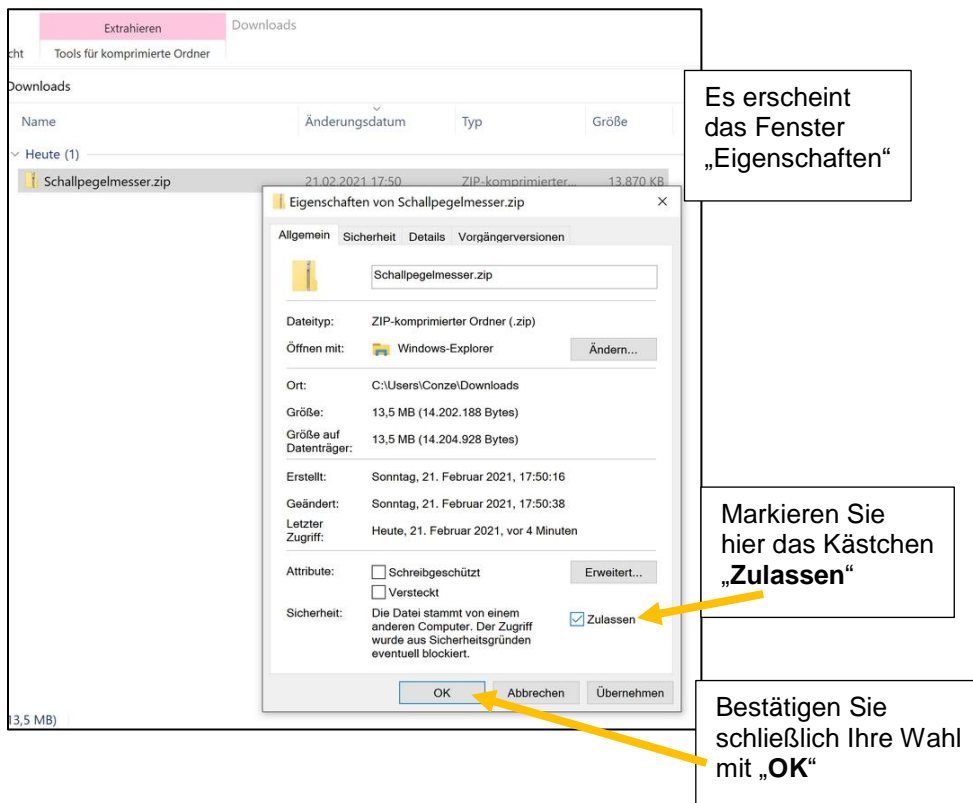 Extrahieren
Downloads
cht Tools für komprimierte Ordner
Downloads
Name Änderungsdatum Typ Größe
Heute (1)
Schallpegelmesser.zip 21.02.2021 17:50 ZIP-komprimierter... 13.870 KB
Es erscheint
das Fenster
„Eigenschaften“
Eigenschaften von Schallpegelmesser.zip
Allgemein Sicherheit Details Vorgängerversionen
Schallpegelmesser.zip
Dateityp: ZIP-komprimierter Ordner (.zip)
Öffnen mit: Windows-Explorer Ändern...
Ort: C:\Users\Conze\Downloads
Größe: 13,5 MB (14.202.188 Bytes)
Größe auf
Datenträger: 13,5 MB (14.204.928 Bytes)
Erstellt: Sonntag, 21. Februar 2021, 17:50:16
Geändert: Sonntag, 21. Februar 2021, 17:50:38
Letzter
Zugriff: Heute, 21. Februar 2021, vor 4 Minuten
Attribute: Schreibgeschützt Erweitert...
Versteckt
Sicherheit: Die Datei stammt von einem
anderen Computer. Der Zugriff
wurde aus Sicherheitsgründen
eventuell blockiert.
Zulassen
Markieren Sie
hier das Kästchen
„Zulassen“
OK Abbrechen Übernehmen
13,5 MB)
Bestätigen Sie
schließlich Ihre Wahl
mit „OK“